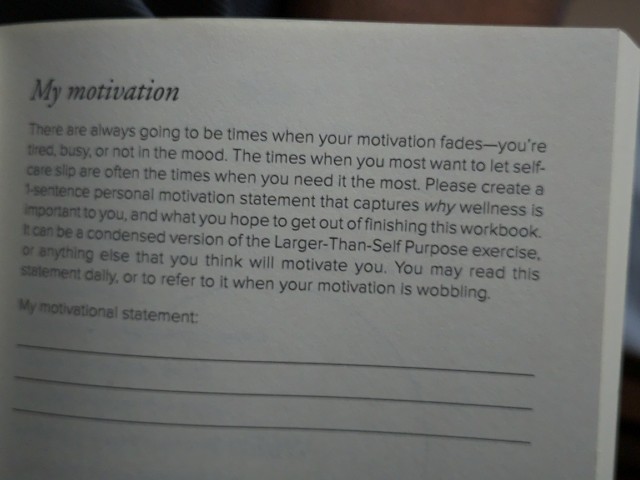 My motivation
There are always going to be times when your motivation fades—you're
tired, busy, or not in the mood. The times when you most want to let self-
care slip are often the times when you need it the most. Please create a
1-sentence personal motivation statement that captures why wellness is
important to you, and what you hope to get out of finishing this workbook.
It can be a condensed version of the Larger-Than-Self Purpose exercise,
or anything else that you think will motivate you. You may read this
statement daily, or to refer to it when your motivation is wobbling.
My motivational statement: